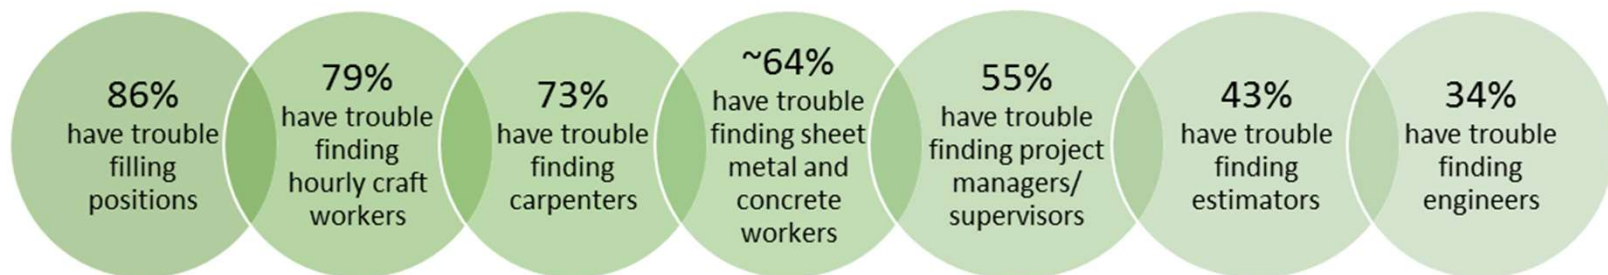 86%
have trouble
filling
positions
79%
have trouble
finding
hourly craft
workers
73%
have trouble
finding
carpenters
~64%
have trouble
finding sheet
metal and
concrete
workers
55%
have trouble
finding project
managers/
supervisors
43%
have trouble
finding
estimators
34%
have trouble
finding
engineers